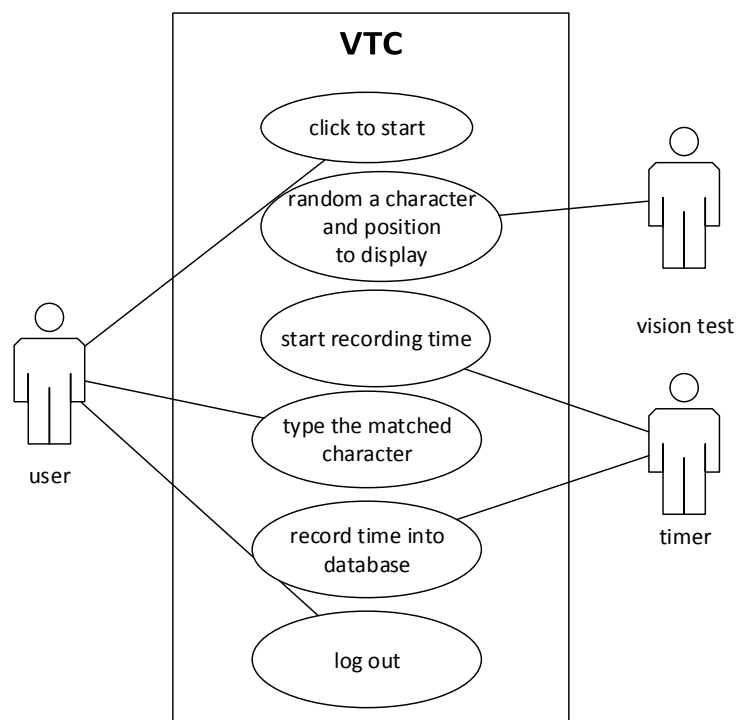 VTC
click to start
random a character
and position
to display
vision test
start recording time
type the matched
character
user
record time into
database
timer
log out